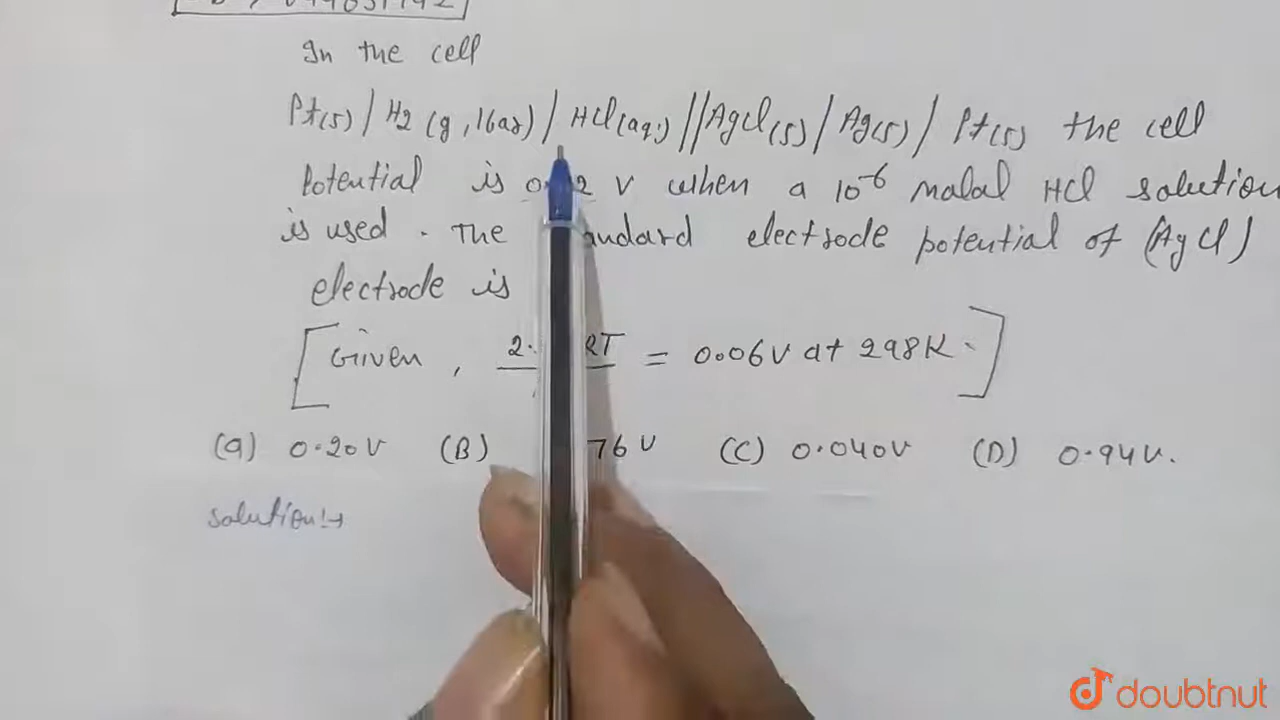 In the cell
Pt(s) / H2 (g, 1bar) / HCl(aq.) // AgCl(s) / Ag(s) / Pt(s) the cell
potential is V when a 10-6 molal HCl solution
is used . The electrode potential of (AgCl)
electrode is
[Given , = 0.06V at 298K.]
(a) 0.20V (B) 76 V (C) 0.040V (D) 0.94V.
Solution:→
doubtnut